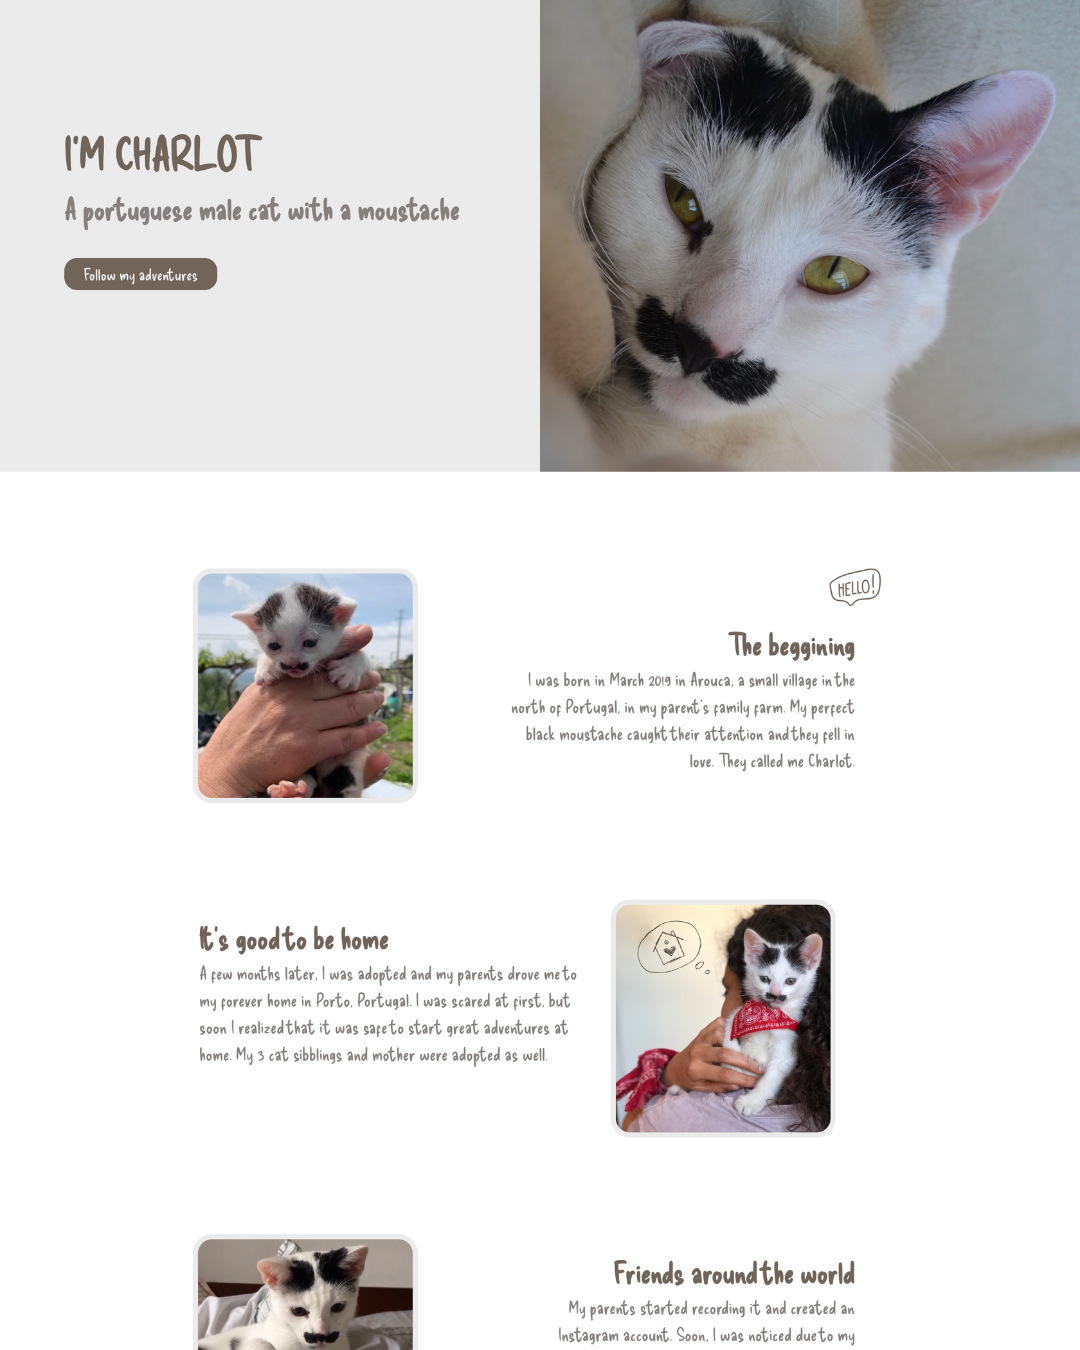 I'M CHARLOT
A portuguese male cat with a moustache
Follow my adventures
HELLO!
The beggining
I was born in March 2019 in Arouca, a small village in the
north of Portugal, in my parent's family farm. My perfect
black moustache caught their attention and they fell in
love. They called me Charlot.
It's good to be home
A few months later, I was adopted and my parents drove me to
my forever home in Porto, Portugal. I was scared at first, but
soon I realized that it was safe to start great adventures at
home. My 3 cat sibblings and mother were adopted as well.
Friends around the world
My parents started recording it and created an
Instagram account. Soon, I was noticed due to my